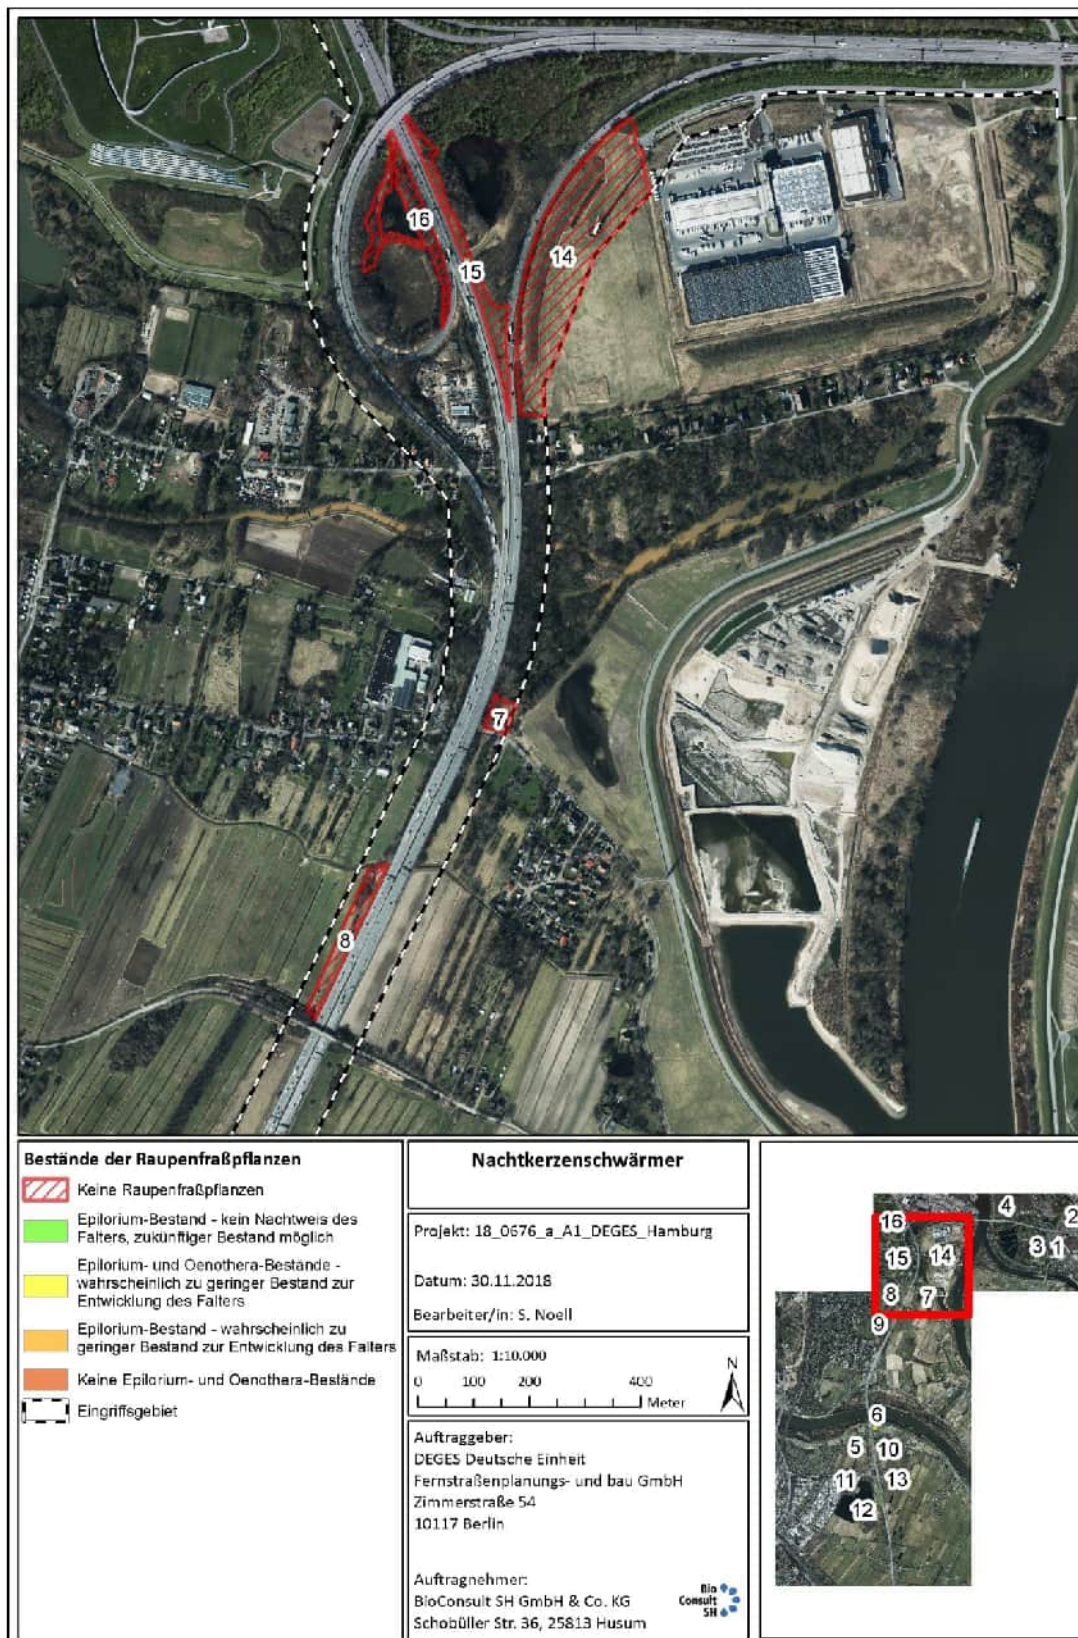 16
15
14
7
8
Bestände der Raupenfraßpflanzen
Keine Raupenfraßpflanzen
Epilorium-Bestand - kein Nachtweis des
Falters, zukünftiger Bestand möglich
Epilorium- und Oenothera-Bestände -
wahrscheinlich zu geringer Bestand zur
Entwicklung des Falters
Epilorium-Bestand - wahrscheinlich zu
geringer Bestand zur Entwicklung des Falters
Keine Epilorium- und Oenothera-Bestände
Eingriffsgebiet
Nachtkerzenschwärmer
Projekt: 18_0676_a_A1_DEGES_Hamburg
Datum: 30.11.2018
Bearbeiter/in: S. Noell
Maßstab: 1:10.000
0 100 200 400
Meter
N
Auftraggeber:
DEGES Deutsche Einheit
Fernstraßenplanungs- und bau GmbH
Zimmerstraße 54
10117 Berlin
Auftragnehmer:
BioConsult SH GmbH & Co. KG
Schobüller Str. 36, 25813 Husum
Bio
Consult
SH
4
2
16
3 1
15 14
8 7
9
6
5 10
11 13
12